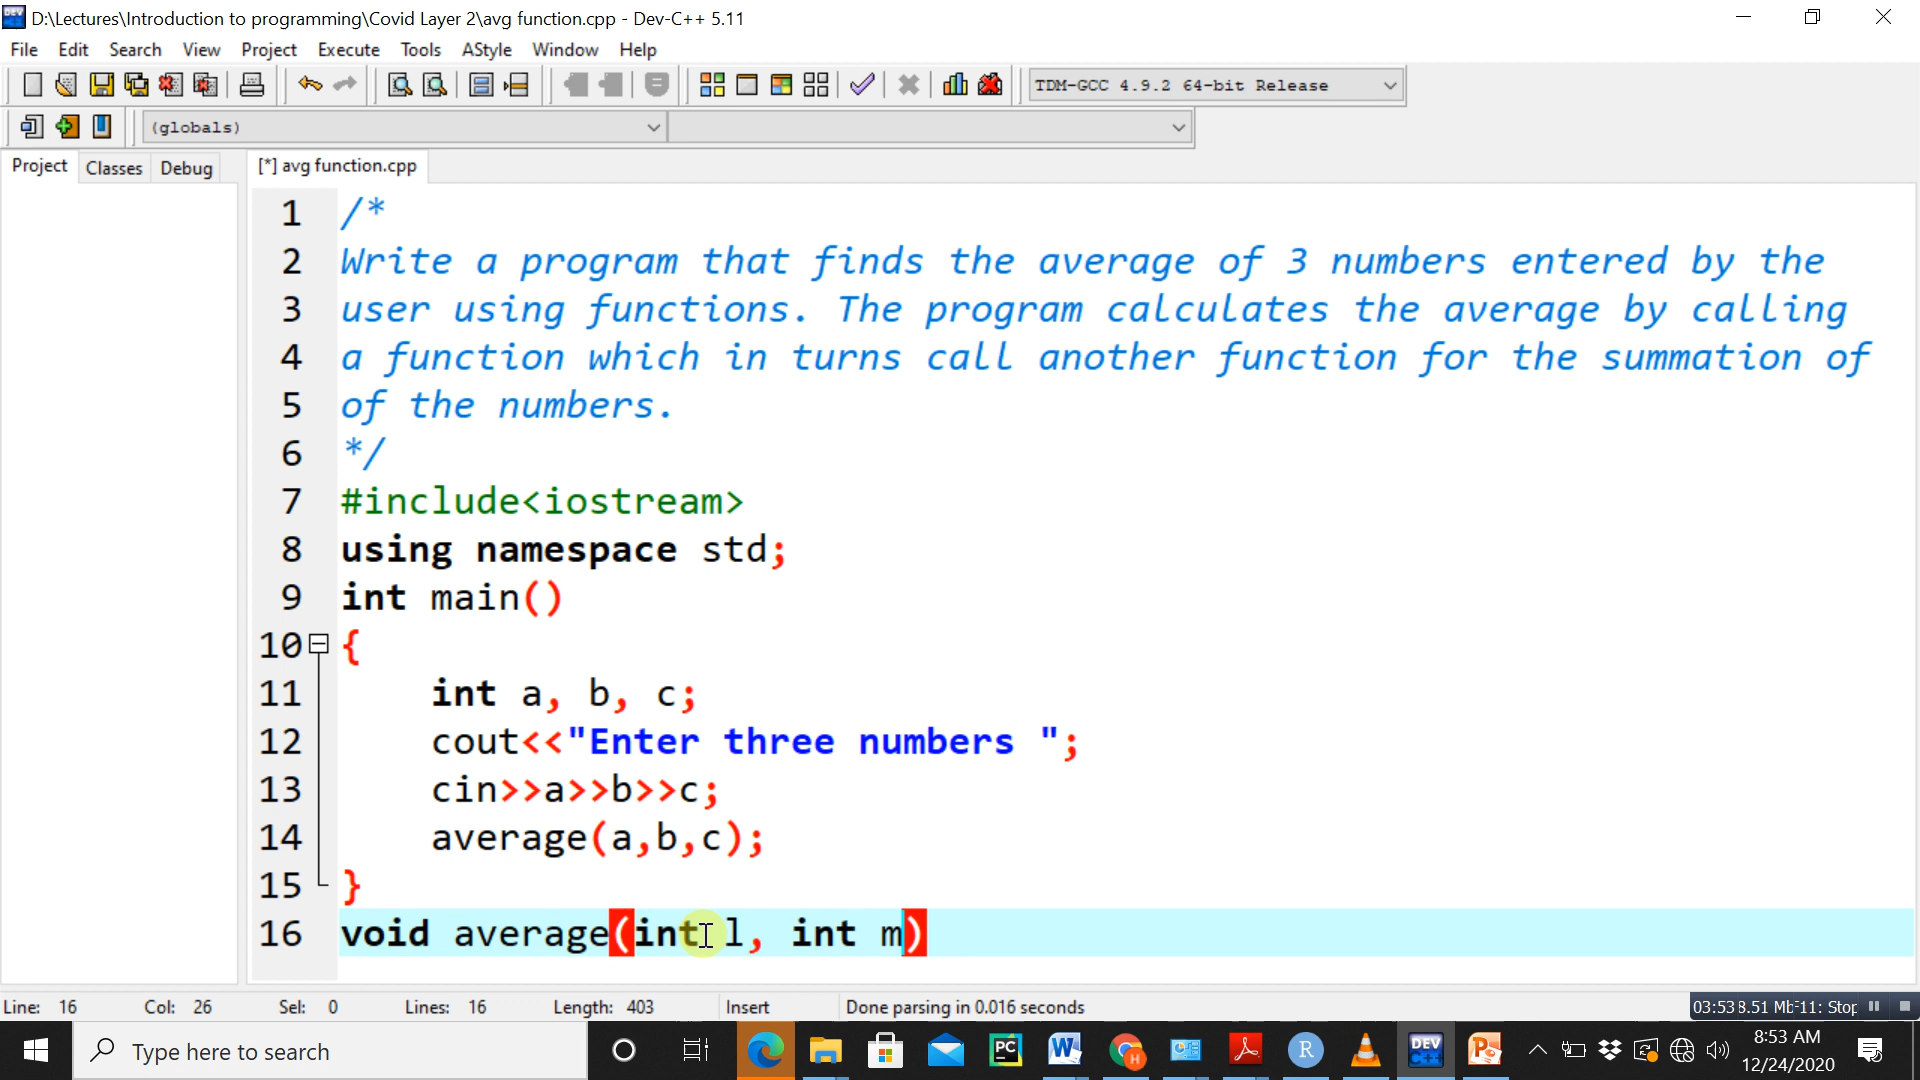 D:\Lectures\Introduction to programming\Covid Layer 2\avg function.cpp - Dev-C++ 5.11
File Edit Search View Project Execute Tools AStyle Window Help
TDM-GCC 4.9.2 64-bit Release
(globals)
Project Classes Debug [*] avg function.cpp
1 /*
2 Write a program that finds the average of 3 numbers entered by the
3 user using functions. The program calculates the average by calling
4 a function which in turns call another function for the summation of
5 of the numbers.
6 */
7 #include<iostream>
8 using namespace std;
9 int main()
10 {
11 int a, b, c;
12 cout<<"Enter three numbers ";
13 cin>>a>>b>>c;
14 average(a,b,c);
15 }
16 void average(int l, int m)
Line: 16 Col: 26 Sel: 0 Lines: 16 Length: 403 Insert Done parsing in 0.016 seconds
03:53 8.51 Stop
Type here to search
8:53 AM
12/24/2020